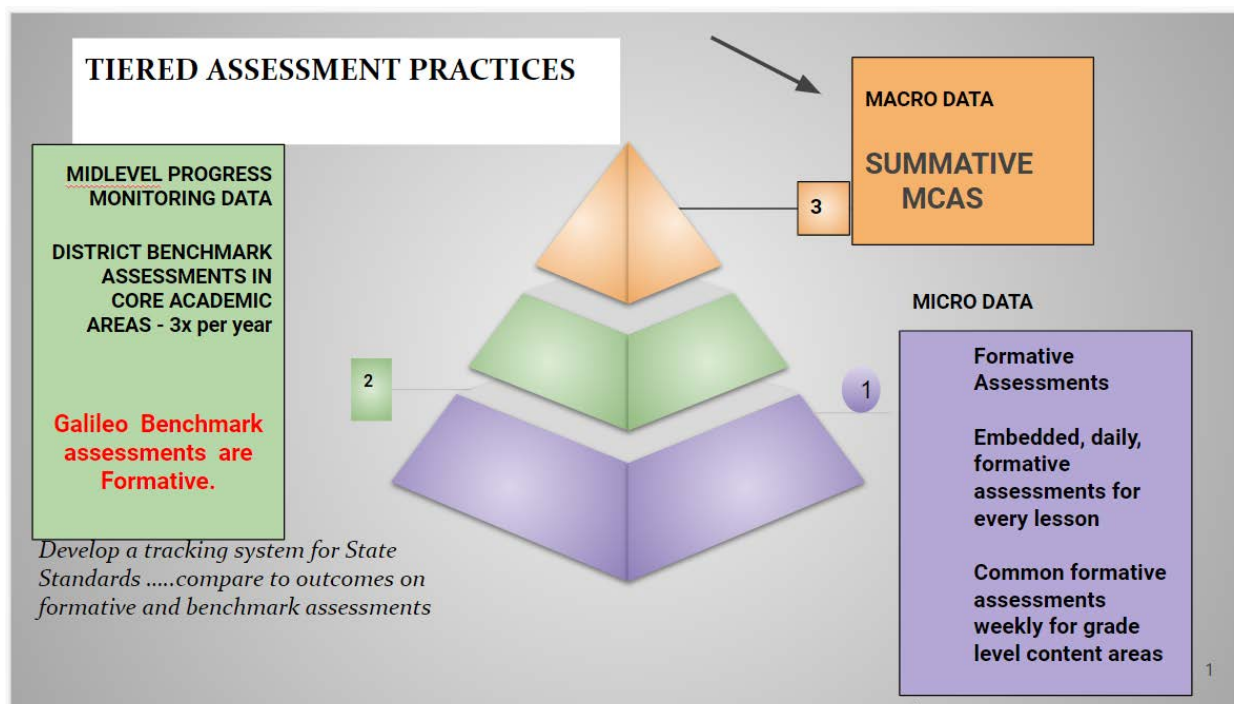 TIERED ASSESSMENT PRACTICES
MIDLEVEL PROGRESS
MONITORING DATA
DISTRICT BENCHMARK
ASSESSMENTS IN
CORE ACADEMIC
AREAS - 3x per year
Galileo Benchmark
assessments are
Formative.
Develop a tracking system for State
Standards .....compare to outcomes on
formative and benchmark assessments
2
3
MACRO DATA
SUMMATIVE
MCAS
1
MICRO DATA
Formative
Assessments
Embedded, daily,
formative
assessments for
every lesson
Common formative
assessments
weekly for grade
level content areas
1